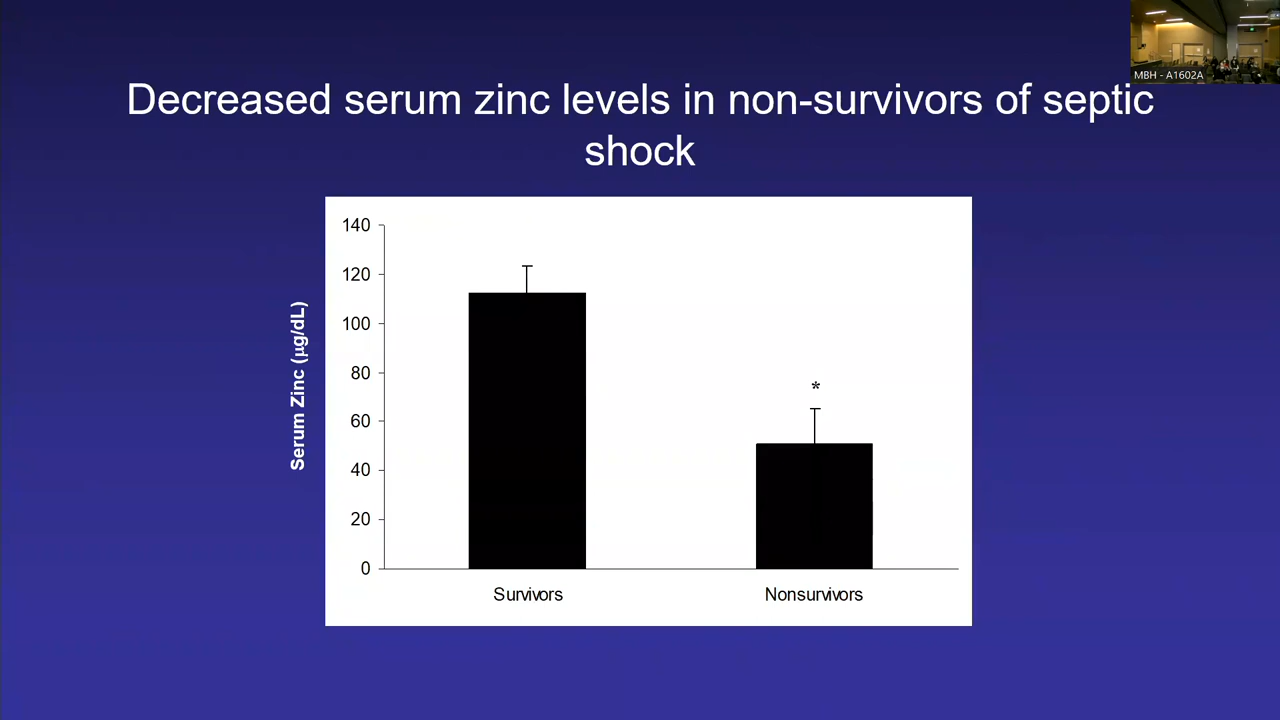 MBH - A1602A
Decreased serum zinc levels in non-survivors of septic
shock
Serum Zinc (µg/dL)
140
120
100
80
60
40
20
0
*
Survivors
Nonsurvivors